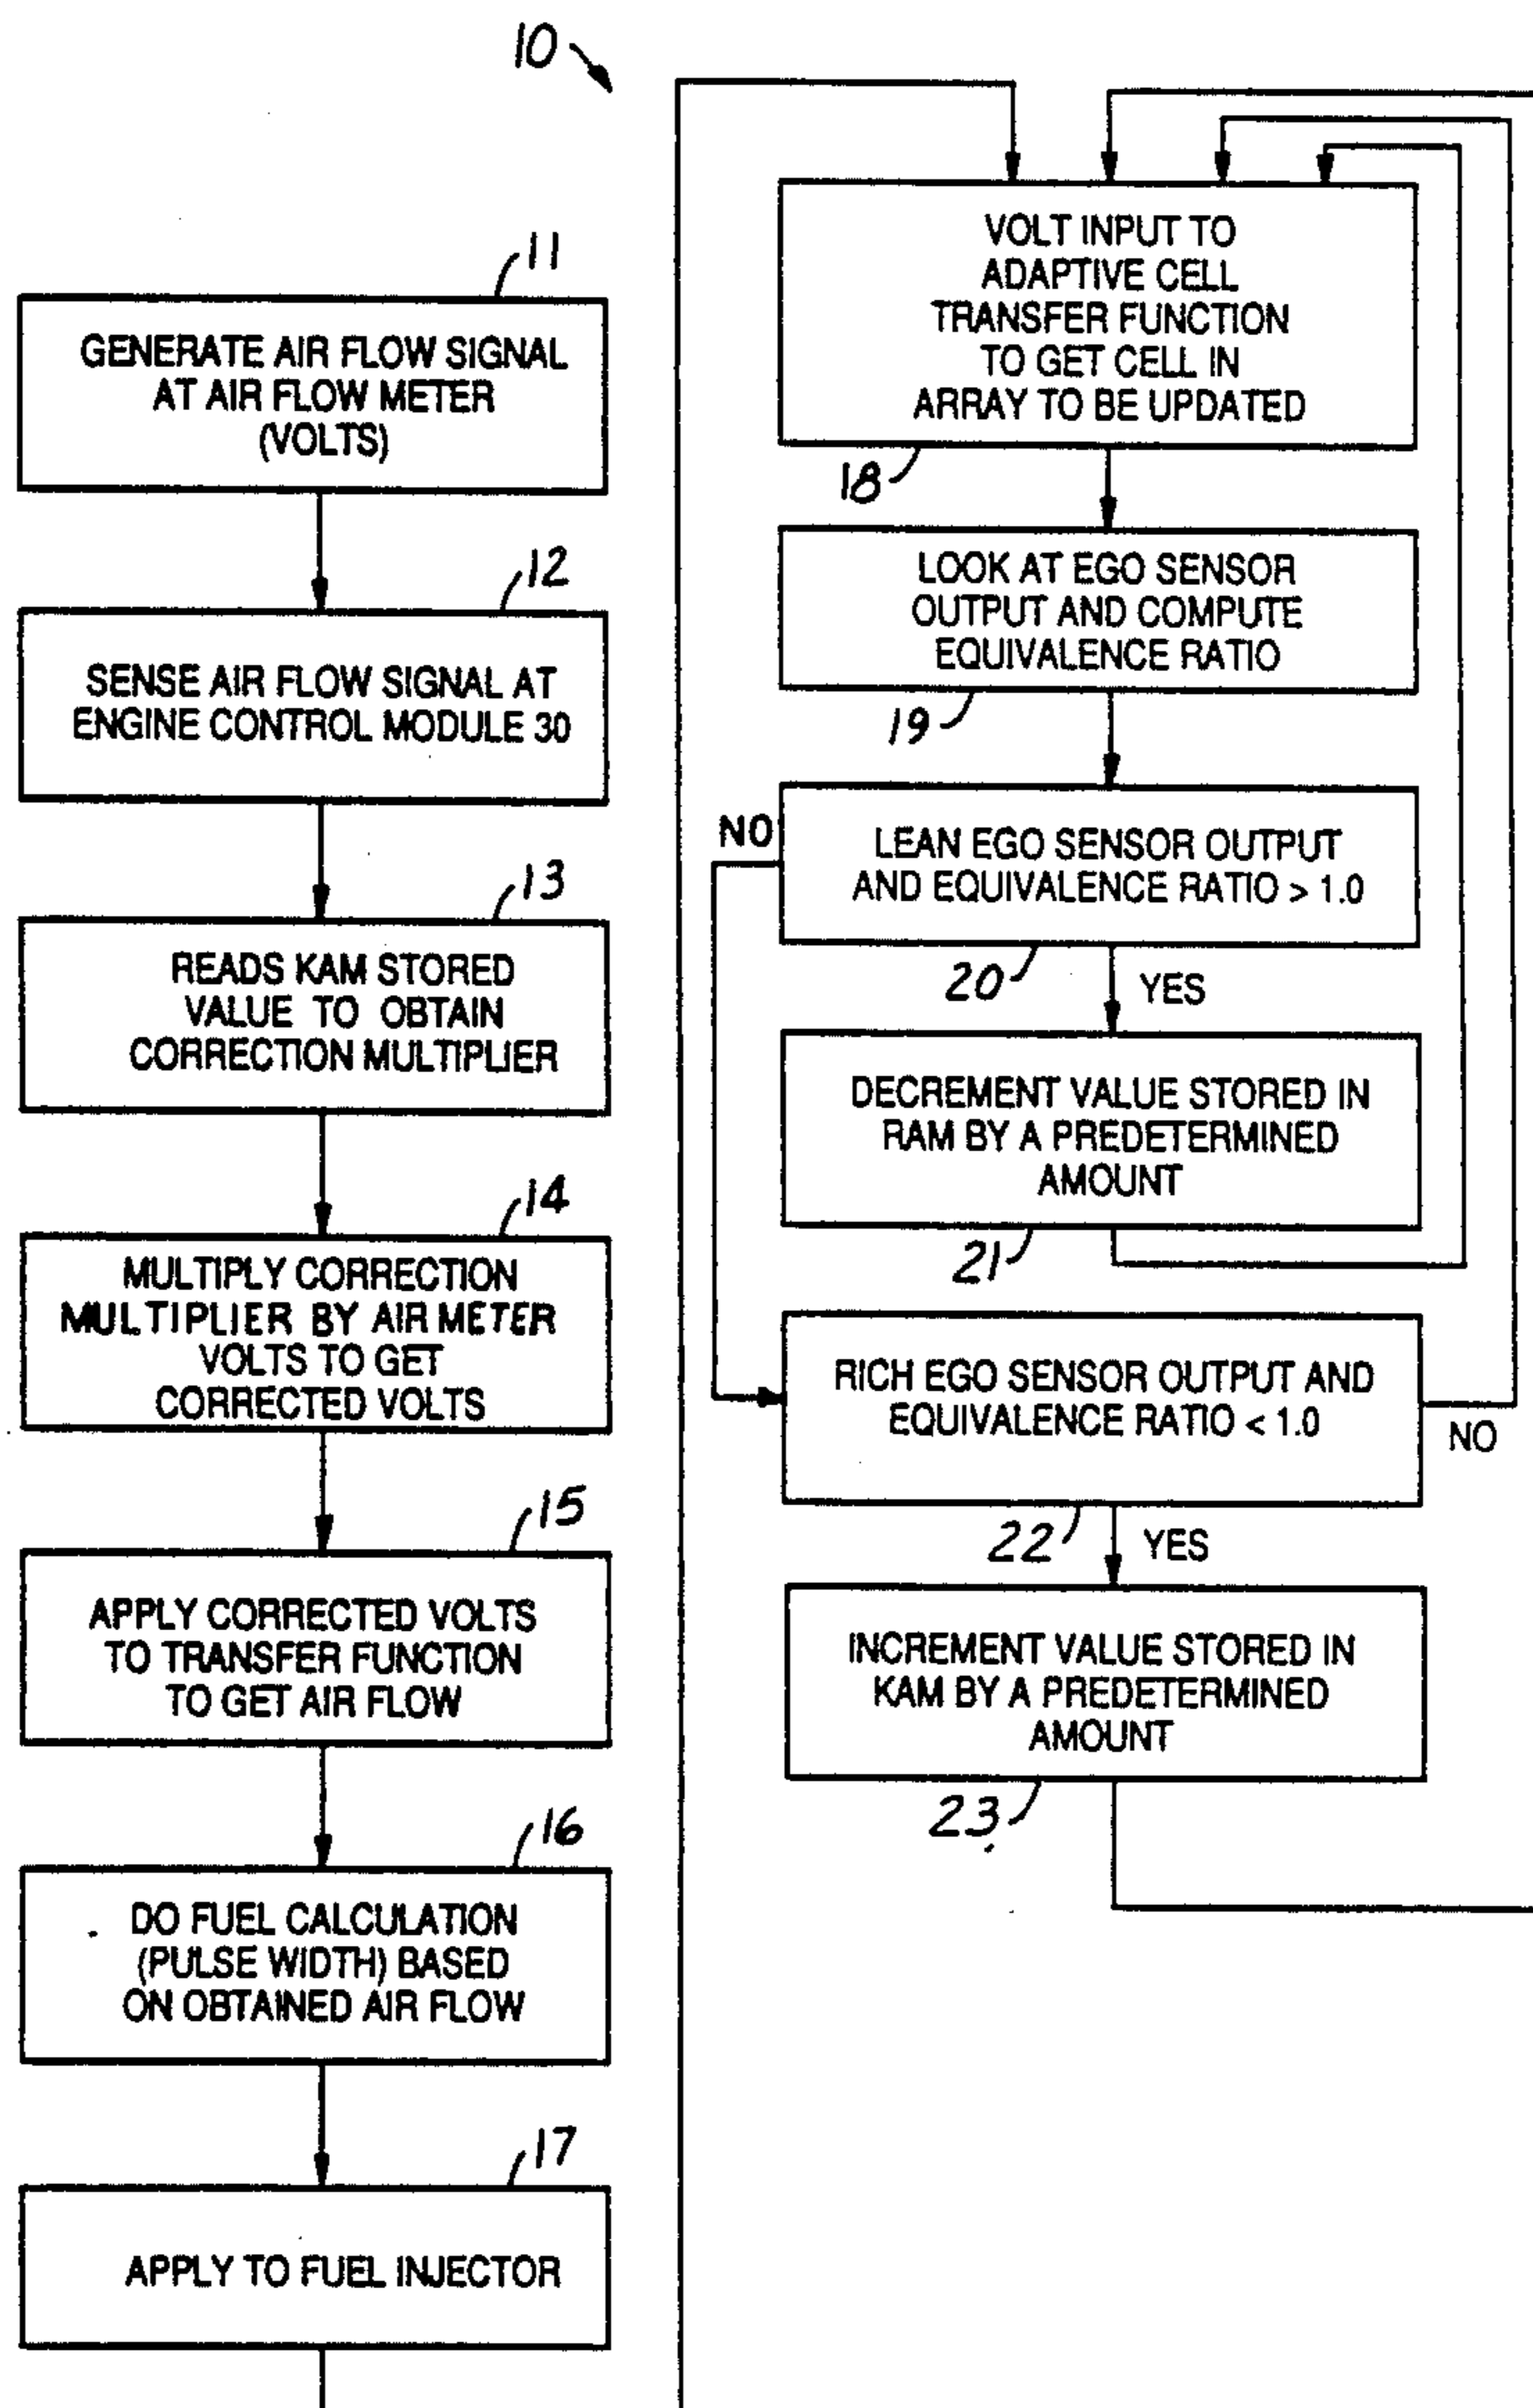 10
11
GENERATE AIR FLOW SIGNAL
AT AIR FLOW METER
(VOLTS)
12
SENSE AIR FLOW SIGNAL AT
ENGINE CONTROL MODULE 30
13
READS KAM STORED
VALUE TO OBTAIN
CORRECTION MULTIPLIER
14
MULTIPLY CORRECTION
MULTIPLIER BY AIR METER
VOLTS TO GET
CORRECTED VOLTS
15
APPLY CORRECTED VOLTS
TO TRANSFER FUNCTION
TO GET AIR FLOW
16
DO FUEL CALCULATION
(PULSE WIDTH) BASED
ON OBTAINED AIR FLOW
17
APPLY TO FUEL INJECTOR
VOLT INPUT TO
ADAPTIVE CELL
TRANSFER FUNCTION
TO GET CELL IN
ARRAY TO BE UPDATED
18
LOOK AT EGO SENSOR
OUTPUT AND COMPUTE
EQUIVALENCE RATIO
19
NO
LEAN EGO SENSOR OUTPUT
AND EQUIVALENCE RATIO > 1.0
20
YES
DECREMENT VALUE STORED IN
RAM BY A PREDETERMINED
AMOUNT
21
RICH EGO SENSOR OUTPUT AND
EQUIVALENCE RATIO < 1.0
NO
22
YES
INCREMENT VALUE STORED IN
KAM BY A PREDETERMINED
AMOUNT
23